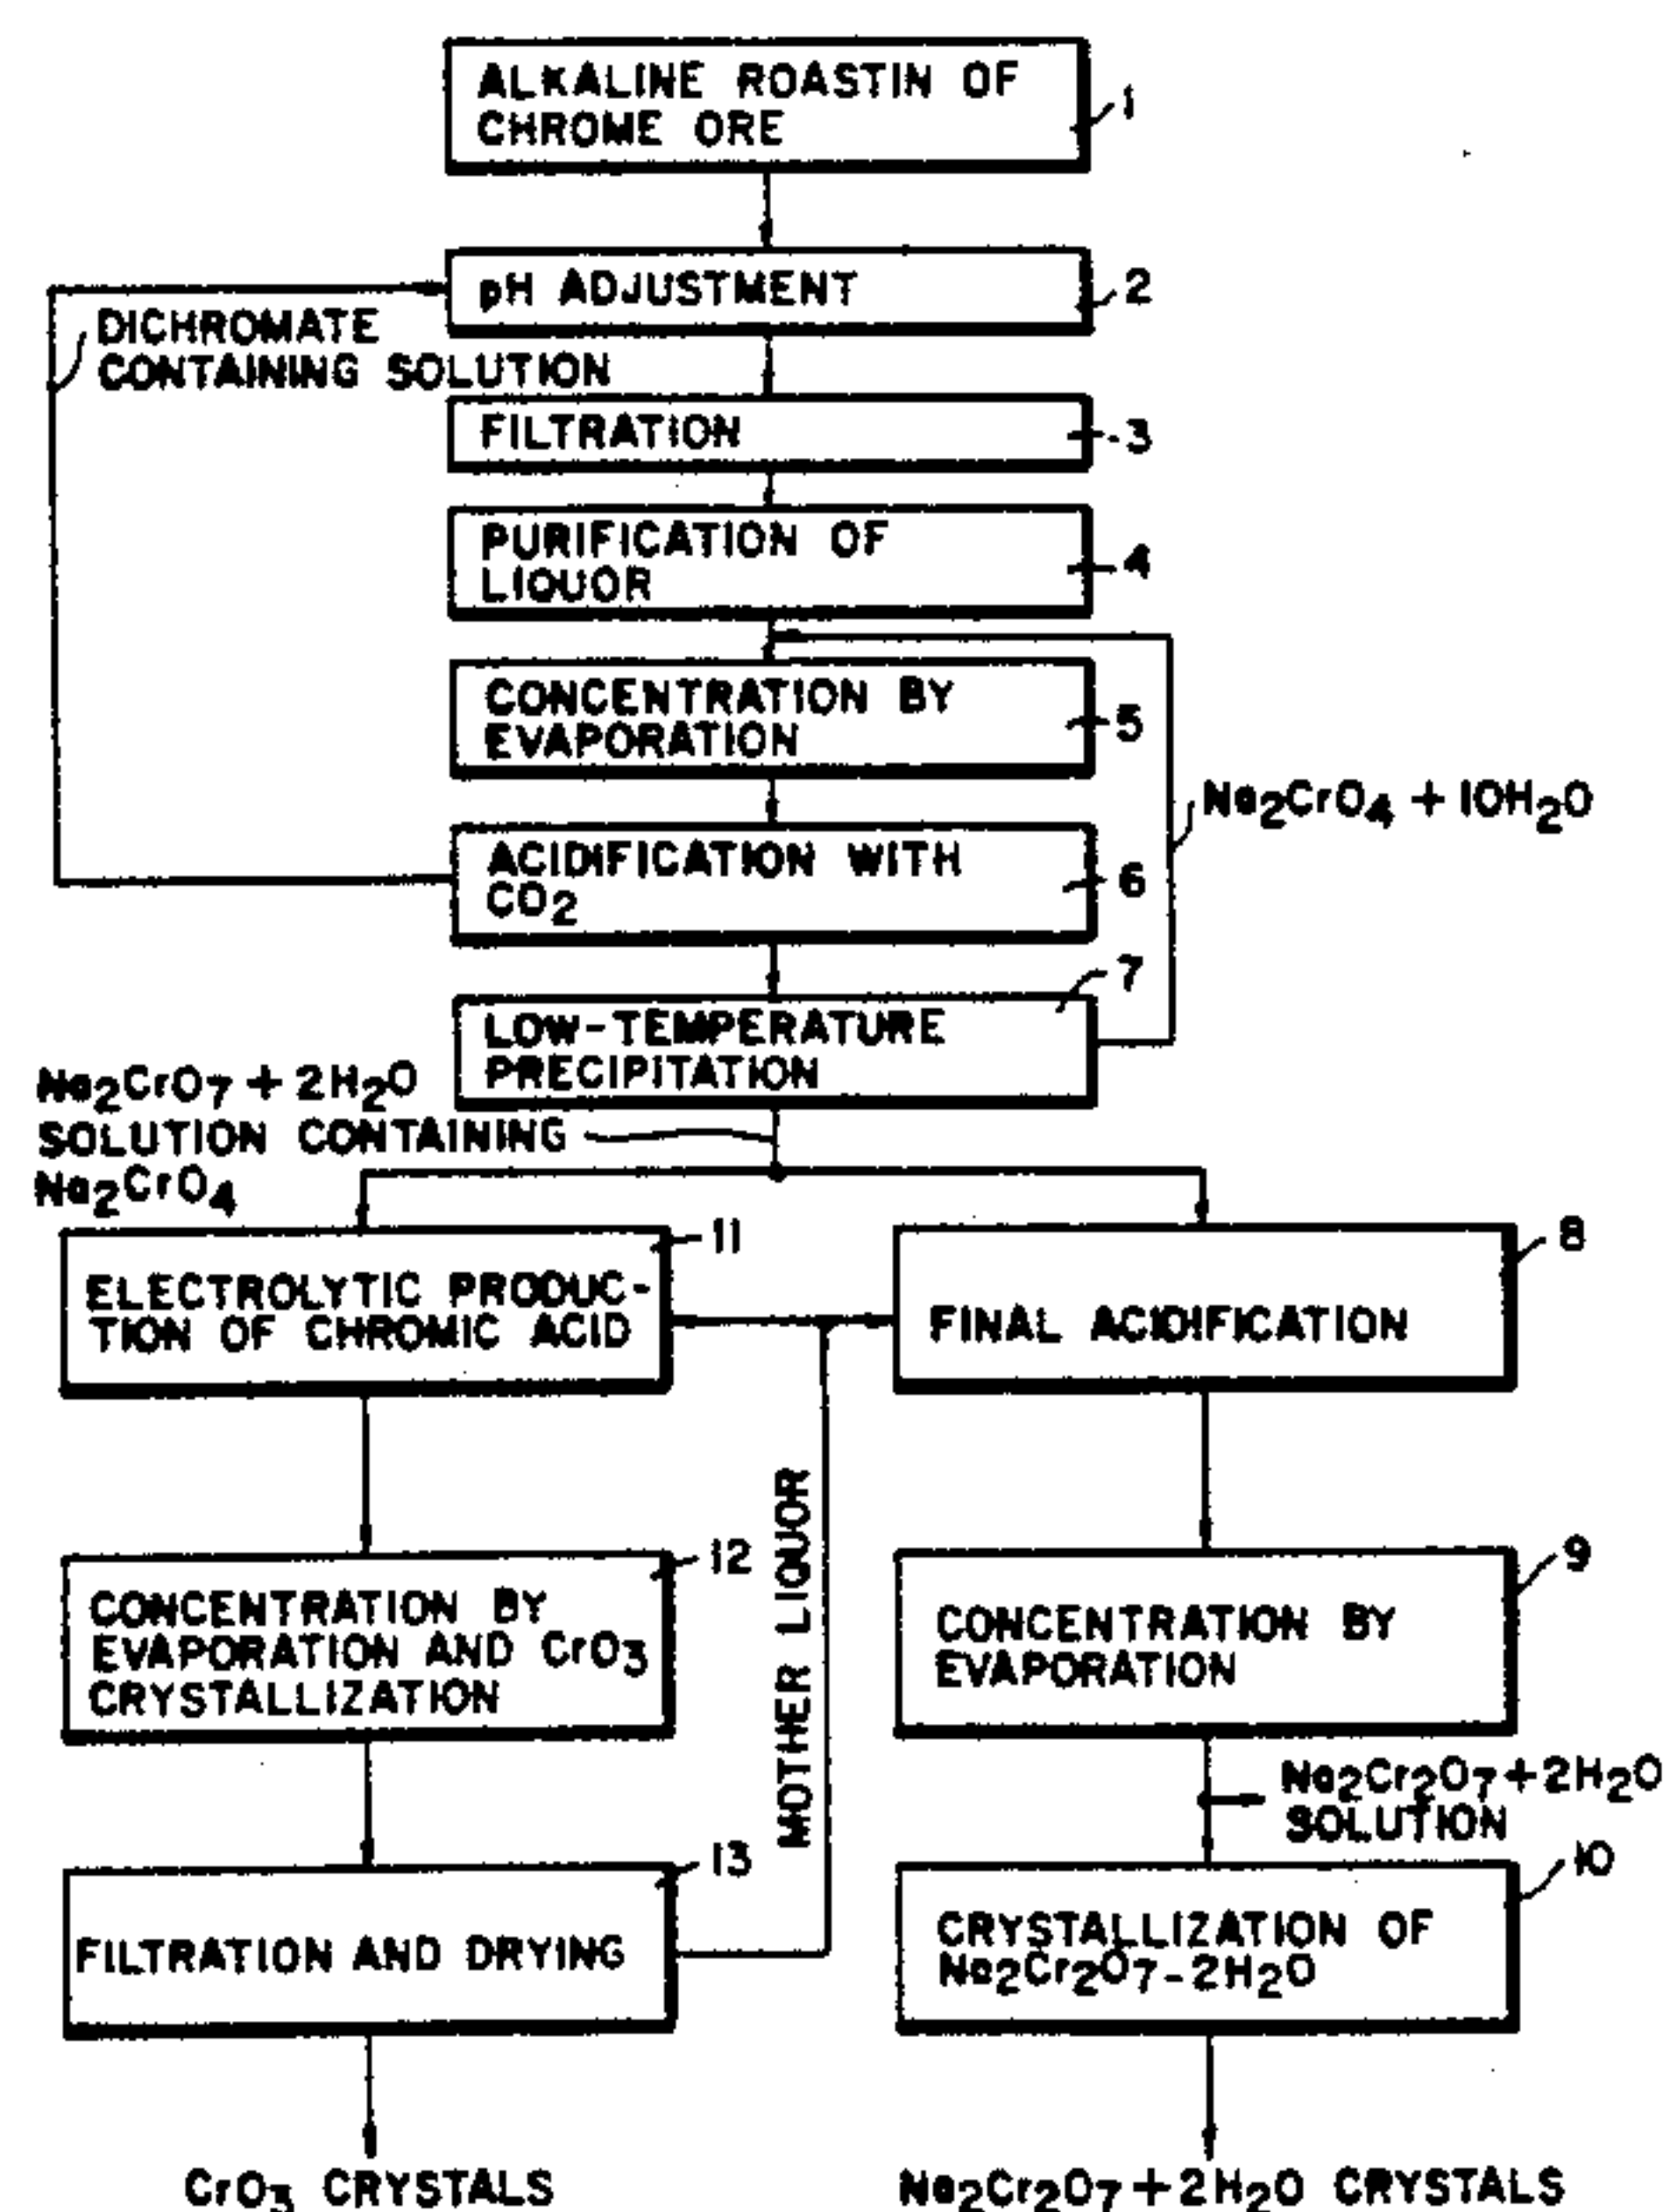 ALKALINE ROASTIN OF
CHROME ORE
1
pH ADJUSTMENT
2
DICHROMATE
CONTAINING SOLUTION
FILTRATION
3
PURIFICATION OF
LIQUOR
4
CONCENTRATION BY
EVAPORATION
5
Na2CrO4 + 10H2O
ACIDIFICATION WITH
CO2
6
7
LOW-TEMPERATURE
PRECIPITATION
Na2CrO7 + 2H2O
SOLUTION CONTAINING
Na2CrO4
11
ELECTROLYTIC PRODUC-
TION OF CHROMIC ACID
8
FINAL ACIDIFICATION
MOTHER LIQUOR
12
CONCENTRATION BY
EVAPORATION AND CrO3
CRYSTALLIZATION
9
CONCENTRATION BY
EVAPORATION
Na2Cr2O7+2H2O
SOLUTION
13
FILTRATION AND DRYING
10
CRYSTALLIZATION OF
Na2Cr2O7-2H2O
CrO3 CRYSTALS
Na2Cr2O7+2H2O CRYSTALS